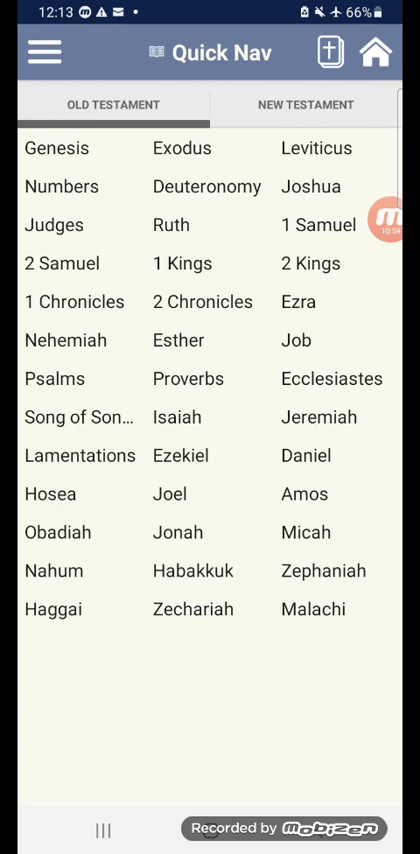 12:13 66%
Quick Nav
OLD TESTAMENT NEW TESTAMENT
Genesis Exodus Leviticus
Numbers Deuteronomy Joshua
Judges Ruth 1 Samuel
10:59
2 Samuel 1 Kings 2 Kings
1 Chronicles 2 Chronicles Ezra
Nehemiah Esther Job
Psalms Proverbs Ecclesiastes
Song of Son... Isaiah Jeremiah
Lamentations Ezekiel Daniel
Hosea Joel Amos
Obadiah Jonah Micah
Nahum Habakkuk Zephaniah
Haggai Zechariah Malachi
Recorded by mobizen